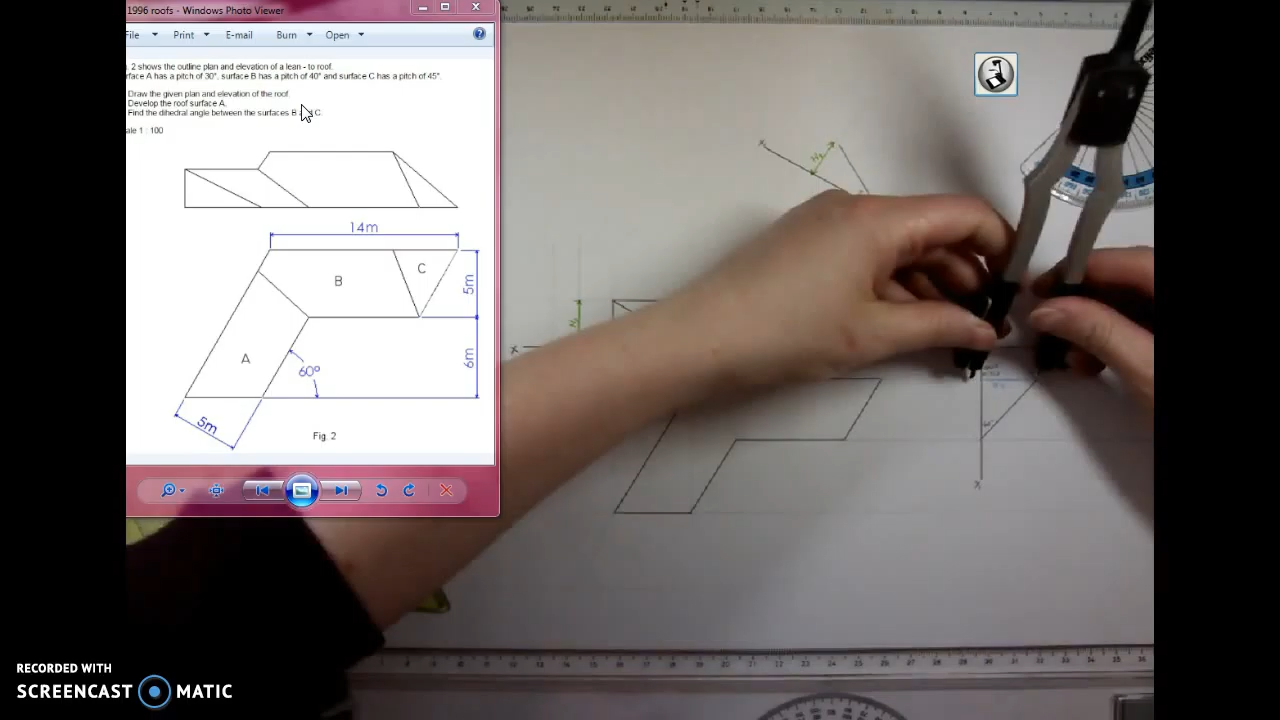 1996 roofs - Windows Photo Viewer
File Print E-mail Burn Open
. 2 shows the outline plan and elevation of a lean - to roof.
rface A has a pitch of 30°, surface B has a pitch of 40° and surface C has a pitch of 45°.
Draw the given plan and elevation of the roof.
Develop the roof surface A.
Find the dihedral angle between the surfaces B C.
ale 1 : 100
14m
B
C
5m
A
60°
6m
5m
Fig. 2
X
X
X
RECORDED WITH
SCREENCAST MATIC